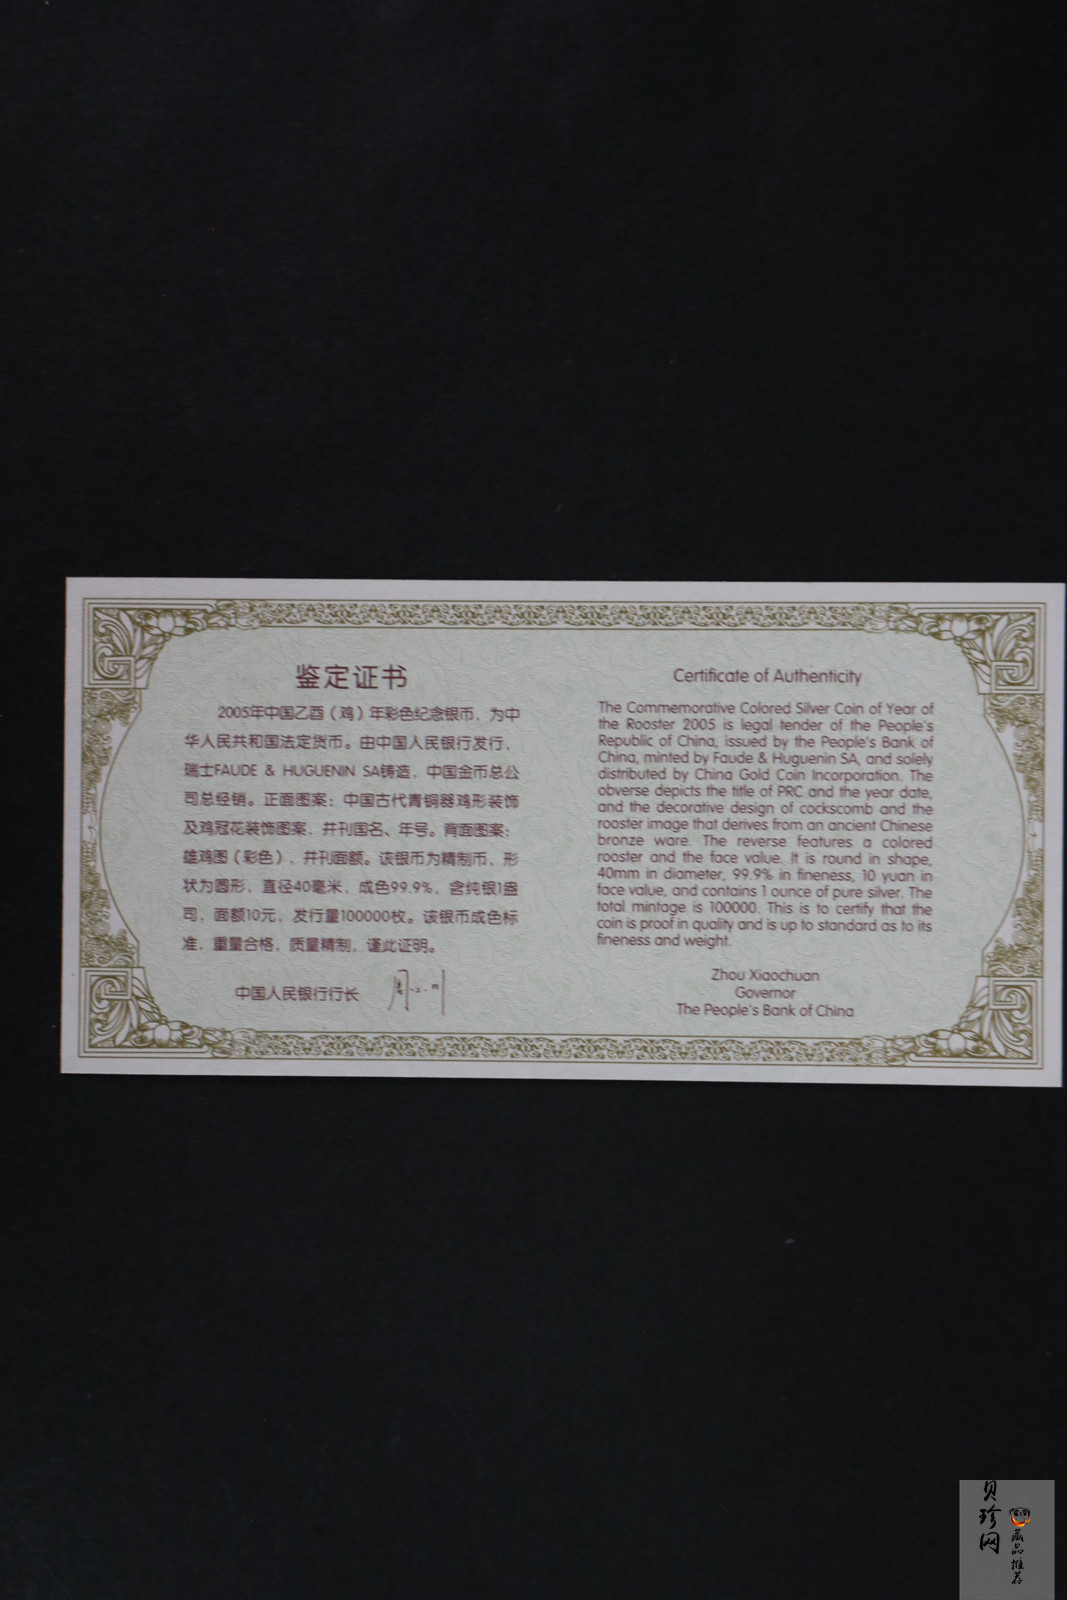 鉴定证书
2005年中国乙酉（鸡）年彩色纪念银币，为中
华人民共和国法定货币。由中国人民银行发行，
瑞士FAUDE & HUGUENIN SA铸造，中国金币总公
司总经销。正面图案：中国古代青铜器鸡形装饰
及鸡冠花装饰图案，并刊国名、年号。背面图案：
雄鸡图（彩色），并刊面额。该银币为精制币，形
状为圆形，直径40毫米，成色99.9%，含纯银1盎
司，面额10元，发行量100000枚。该银币成色标
准，重量合格，质量精制，谨此证明。
中国人民银行行长
Certificate of Authenticity
The Commemorative Colored Silver Coin of Year of
the Rooster 2005 is legal tender of the People's
Republic of China, issued by the People's Bank of
China, minted by Faude & Huguenin SA, and solely
distributed by China Gold Coin Incorporation. The
obverse depicts the title of PRC and the year date,
and the decorative design of cockscomb and the
rooster image that derives from an ancient Chinese
bronze ware. The reverse features a colored
rooster and the face value. It is round in shape,
40mm in diameter, 99.9% in fineness, 10 yuan in
face value, and contains 1 ounce of pure silver. The
total mintage is 100000. This is to certify that the
coin is proof in quality and is up to standard as to its
fineness and weight.
Zhou Xiaochuan
Governor
The People's Bank of China
贝珍网
藏品推荐